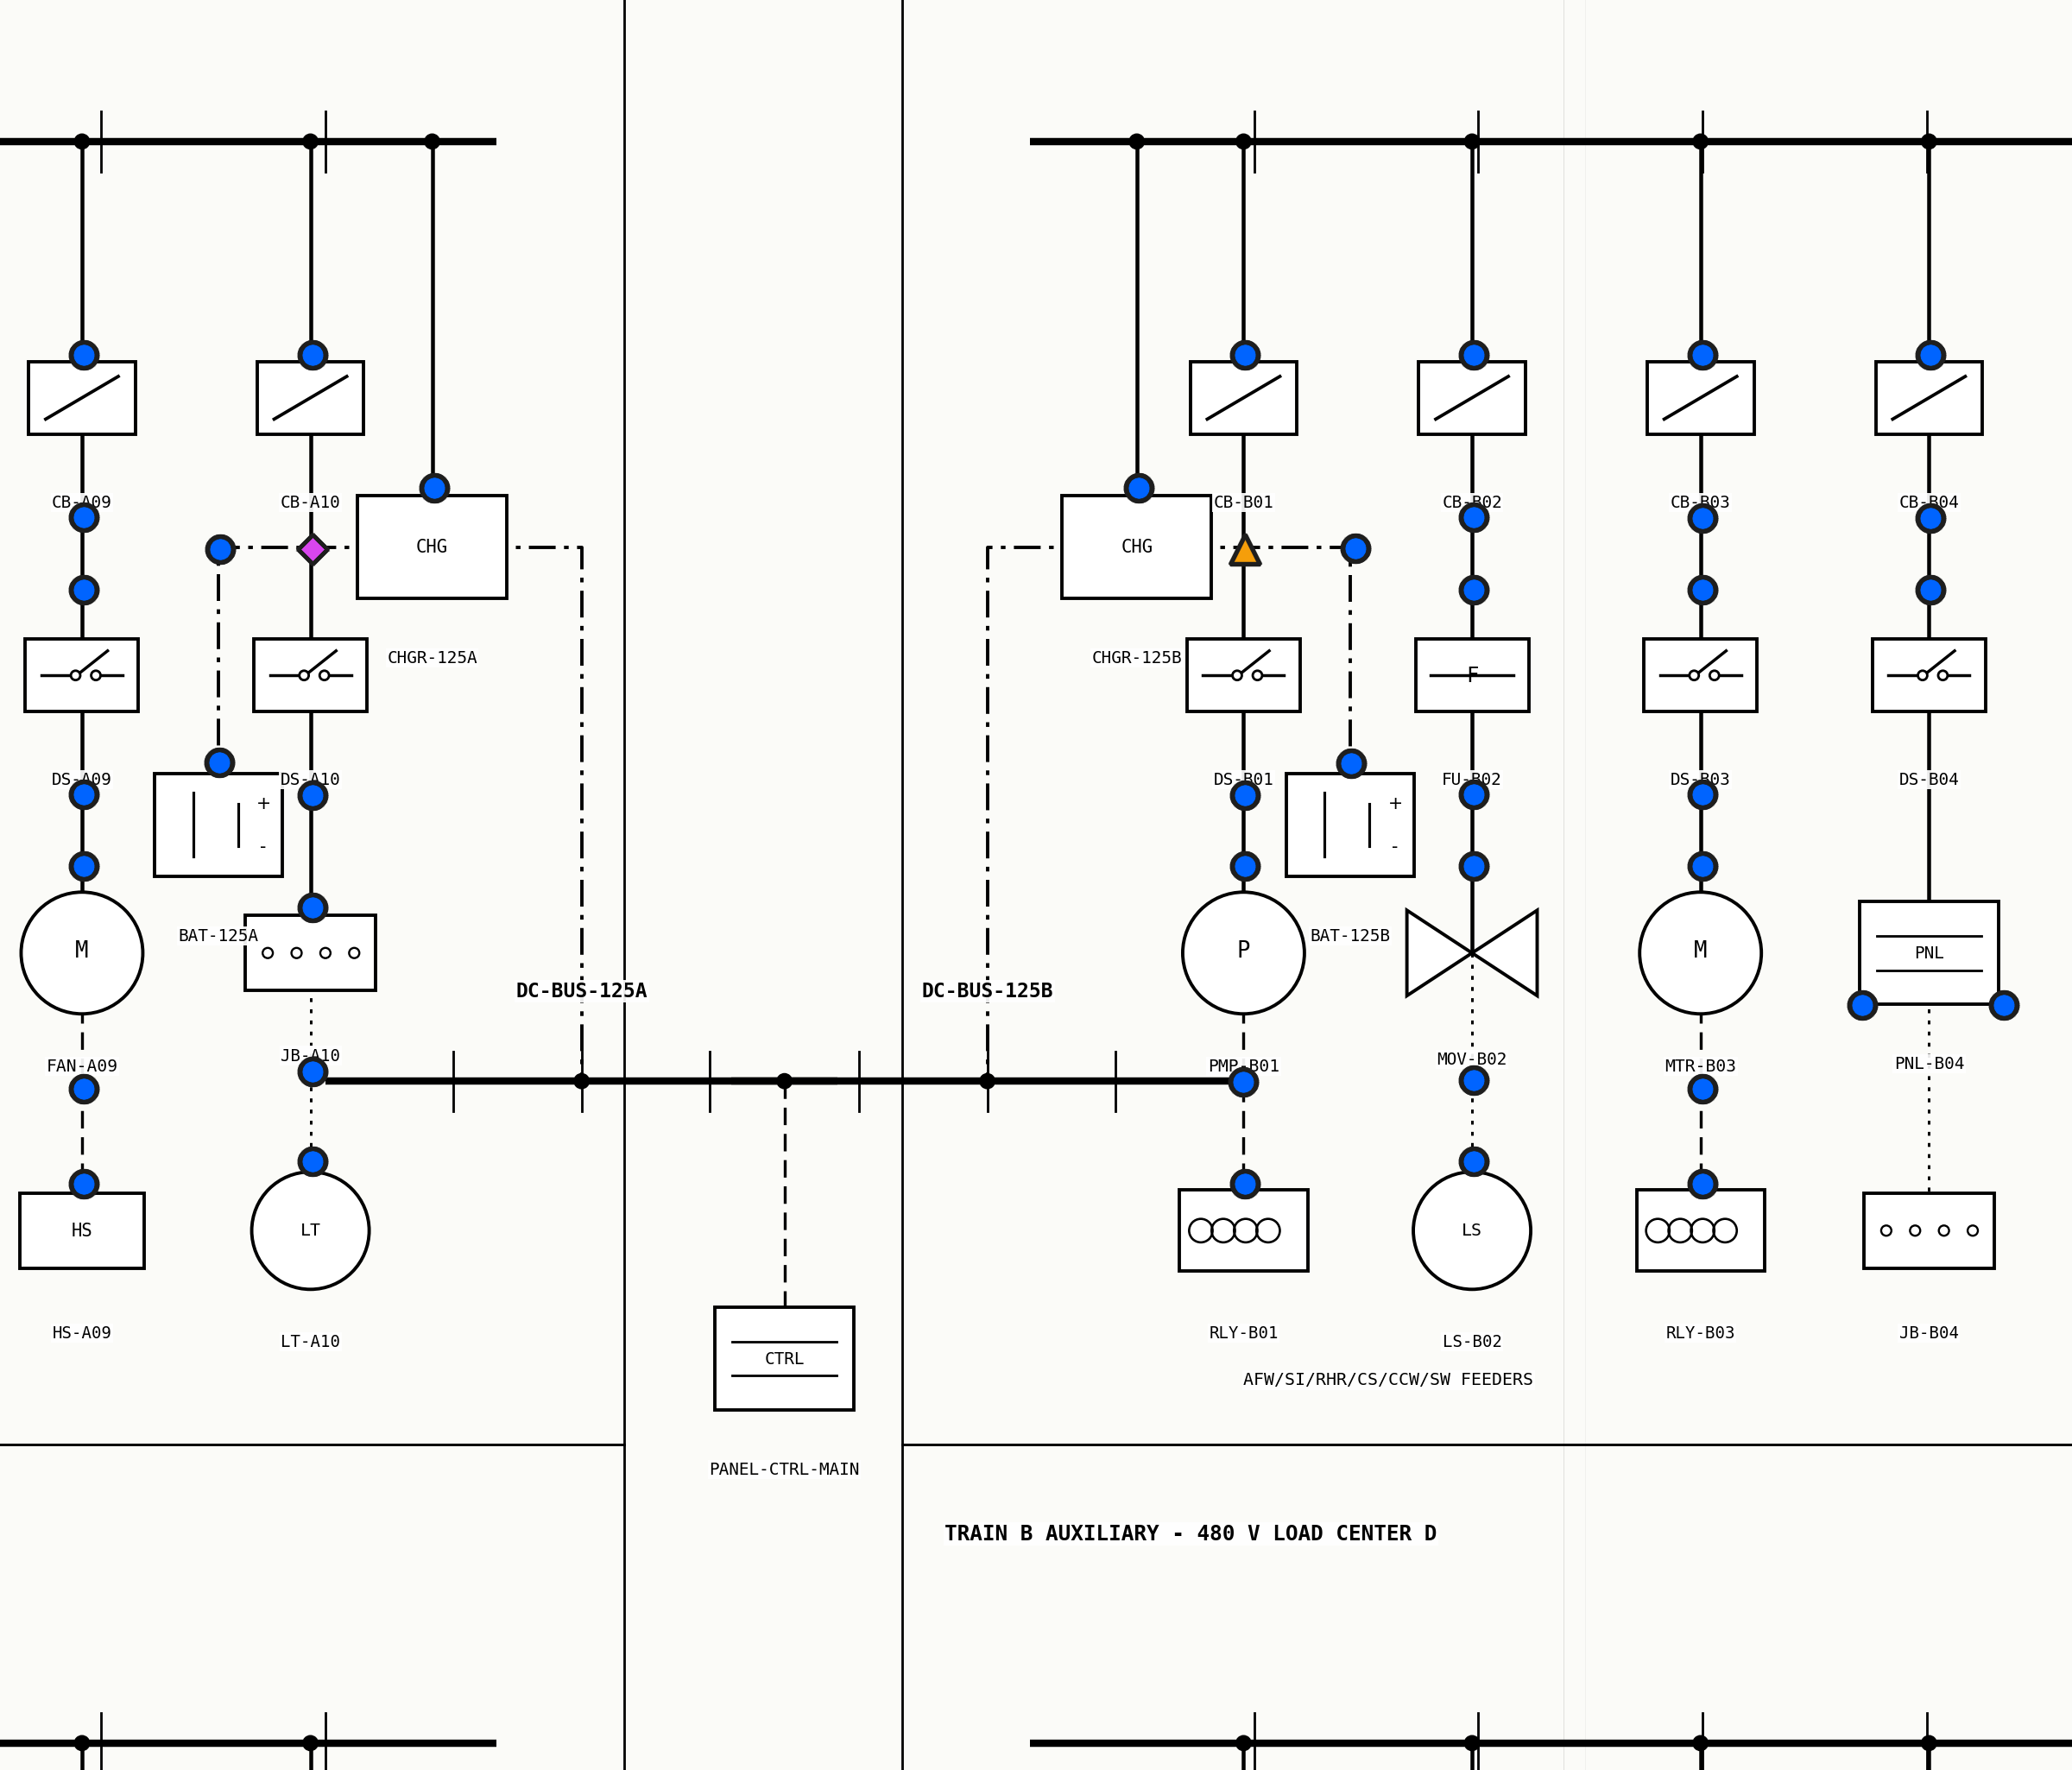 CB-A09
CB-A10
CB-B01
CB-B02
CB-B03
CB-B04
CHG
CHG
CHGR-125A
CHGR-125B
F
DS-A09
DS-A10
DS-B01
FU-B02
DS-B03
DS-B04
+
-
+
-
M
BAT-125A
P
BAT-125B
M
PNL
DC-BUS-125A
DC-BUS-125B
FAN-A09
JB-A10
PMP-B01
MOV-B02
MTR-B03
PNL-B04
HS
LT
LS
HS-A09
LT-A10
RLY-B01
LS-B02
RLY-B03
JB-B04
CTRL
AFW/SI/RHR/CS/CCW/SW FEEDERS
PANEL-CTRL-MAIN
TRAIN B AUXILIARY - 480 V LOAD CENTER D